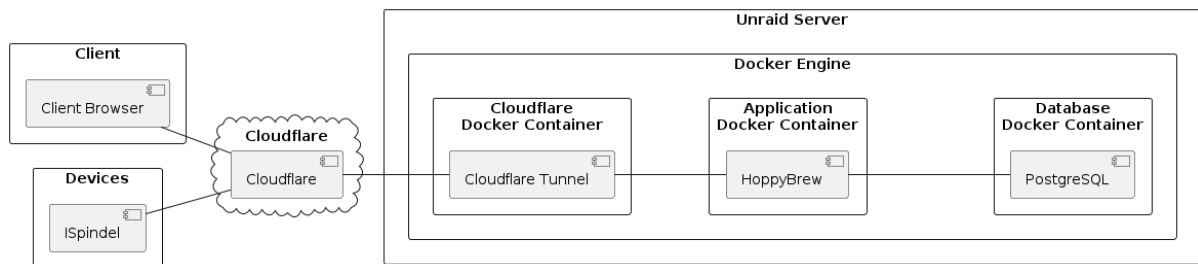 Unraid Server
Client
Client Browser
Docker Engine
Cloudflare
Docker Container
Cloudflare Tunnel
Application
Docker Container
HoppyBrew
Database
Docker Container
PostgreSQL
Cloudflare
Cloudflare
Devices
ISpindel